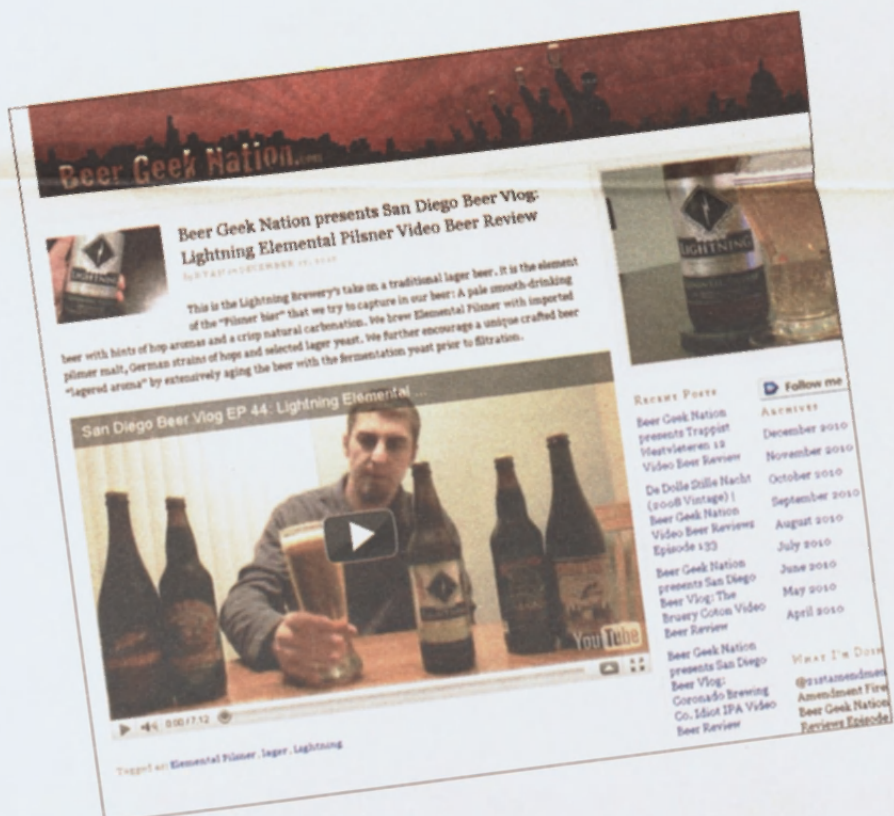 Beer Geek Nation.com
Beer Geek Nation presents San Diego Beer Vlog:
Lightning Elemental Pilsner Video Beer Review
This is the Lightning Brewery's take on a traditional lager beer. It is the element
of the "Pilsner bier" that we try to capture in our beer: A pale smooth-drinking
beer with hints of hop aromas and a crisp natural carbonation. We brew Elemental Pilsner with imported
pilsner malt, German strains of hops and selected lager yeast. We further encourage a unique crafted beer
"lagered aroma" by extensively aging the beer with the fermentation yeast prior to filtration.
San Diego Beer Vlog EP 44: Lightning Elemental ...
YouTube
0:00 / 7:12
Tagged as: Elemental Pilsner, lager, Lightning
LIGHTNING
Recent Posts
Beer Geek Nation
presents Trappist
Westvleteren 12
Video Beer Review
De Dolle Stille Nacht
(2008 Vintage) |
Beer Geek Nation
Video Beer Reviews
Episode 133
Beer Geek Nation
presents San Diego
Beer Vlog: The
Bruery Coton Video
Beer Review
Beer Geek Nation
presents San Diego
Beer Vlog:
Coronado Brewing
Co. Idiot IPA Video
Beer Review
Follow me
Archives
December 2010
November 2010
October 2010
September 2010
August 2010
July 2010
June 2010
May 2010
April 2010
What I'm Doin
@21stamendmen
Amendment Fire
Beer Geek Nation
Reviews Episode